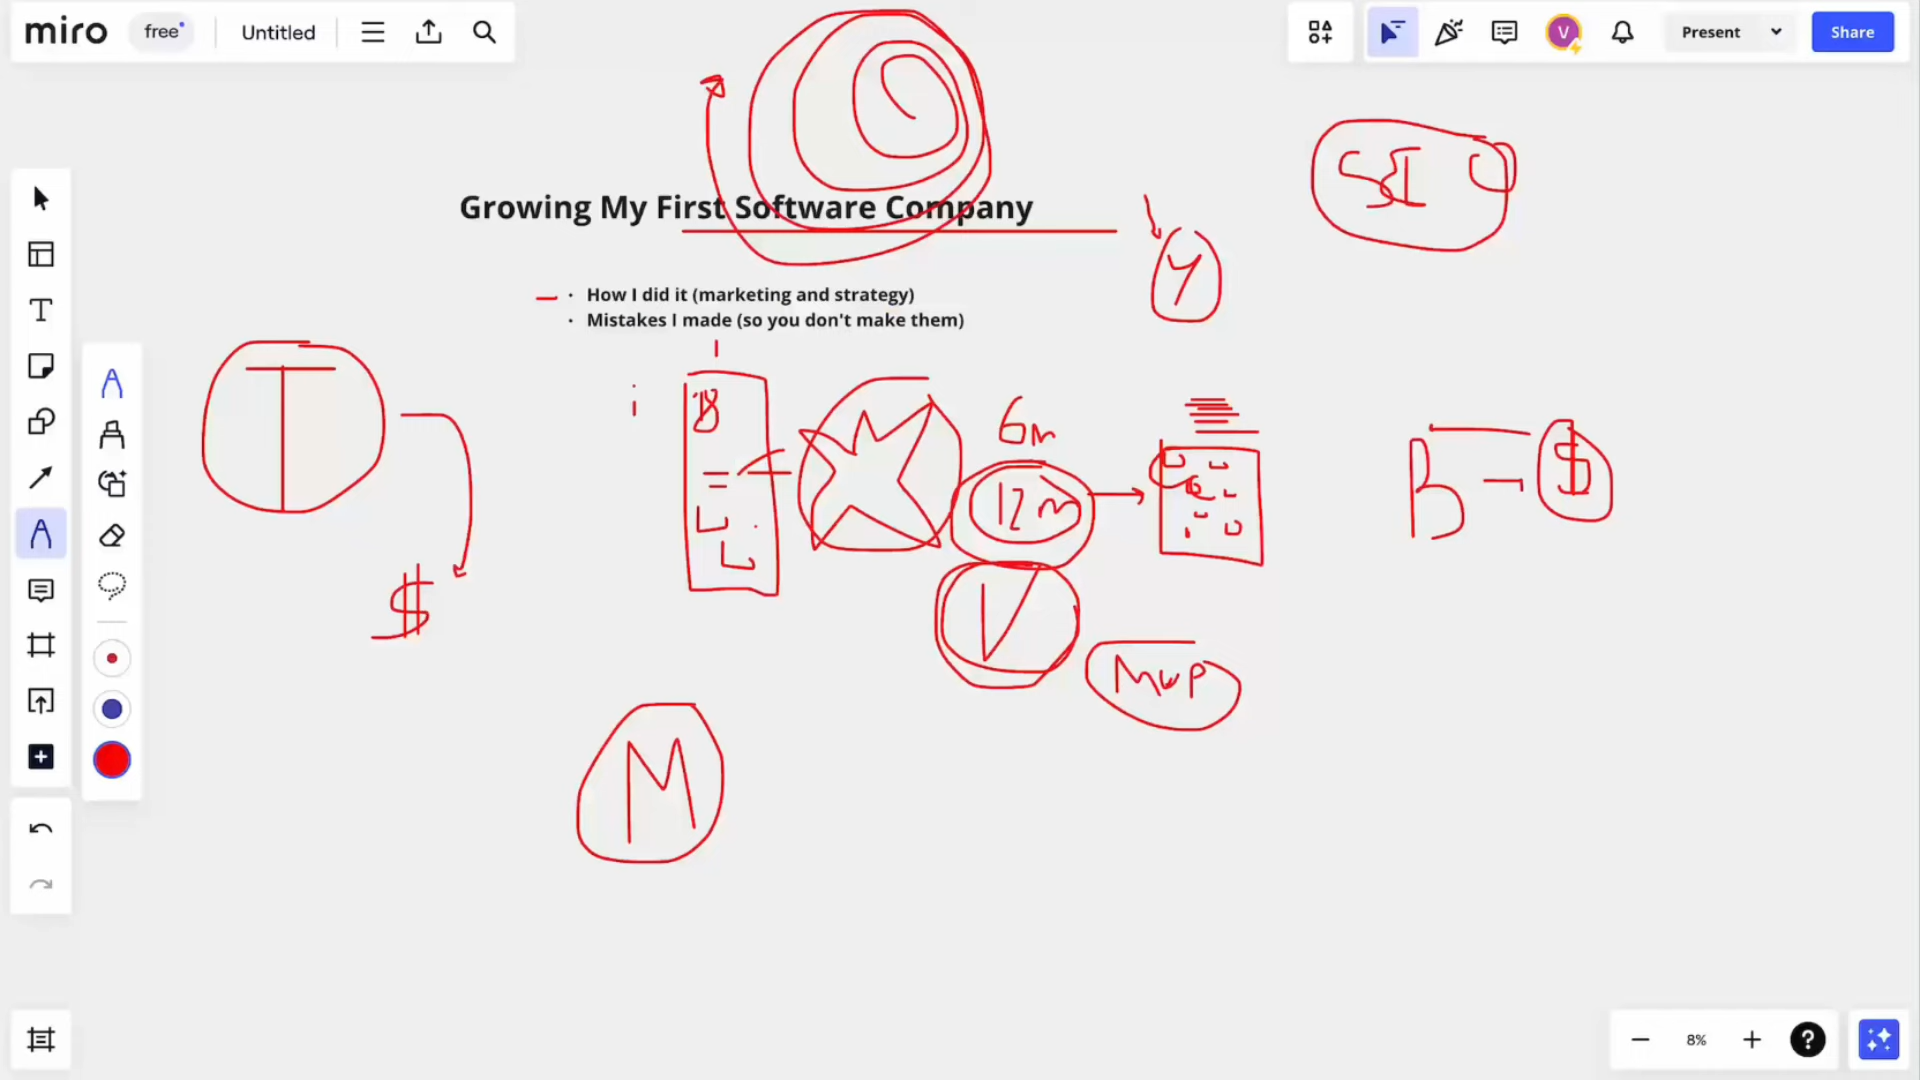 miro
free
Untitled
Present
Share
Growing My First Software Company
Y
· How I did it (marketing and strategy)
· Mistakes I made (so you don't make them)
T
6m
12m
B
$
$
V
MVP
M
8%
?
V